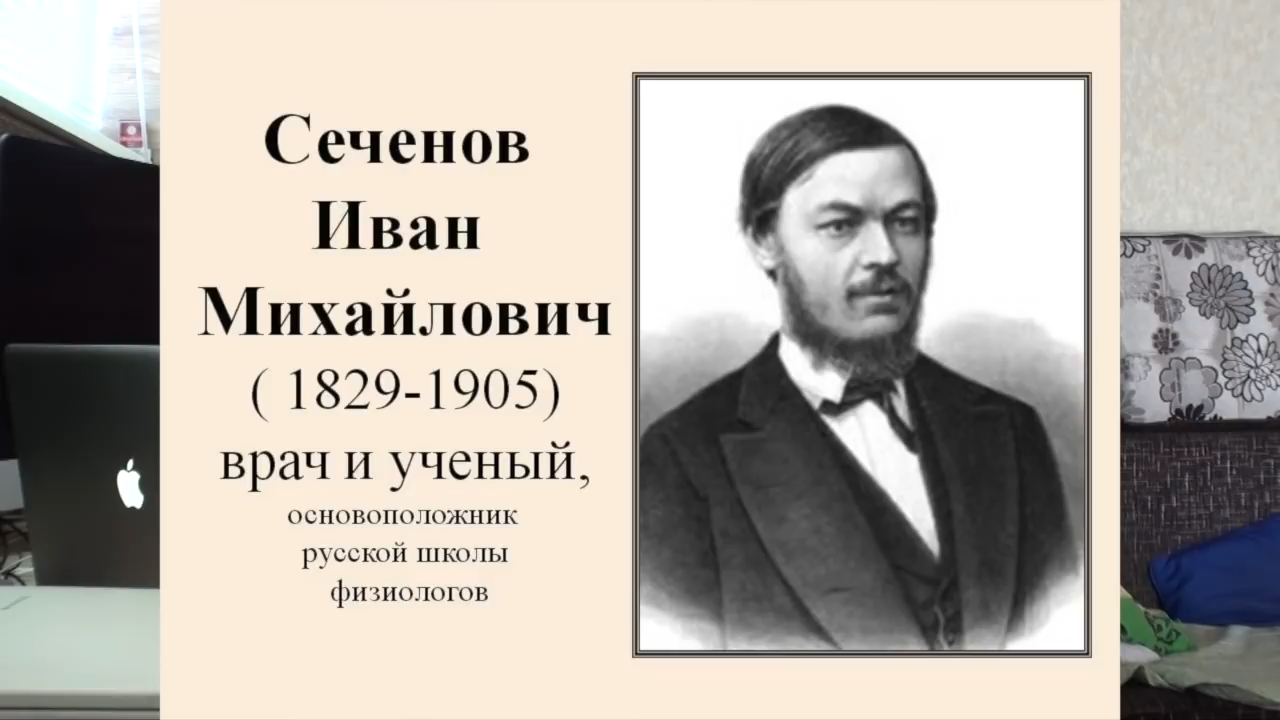 Сеченов
Иван
Михайлович
( 1829-1905)
врач и ученый,
основоположник
русской школы
физиологов